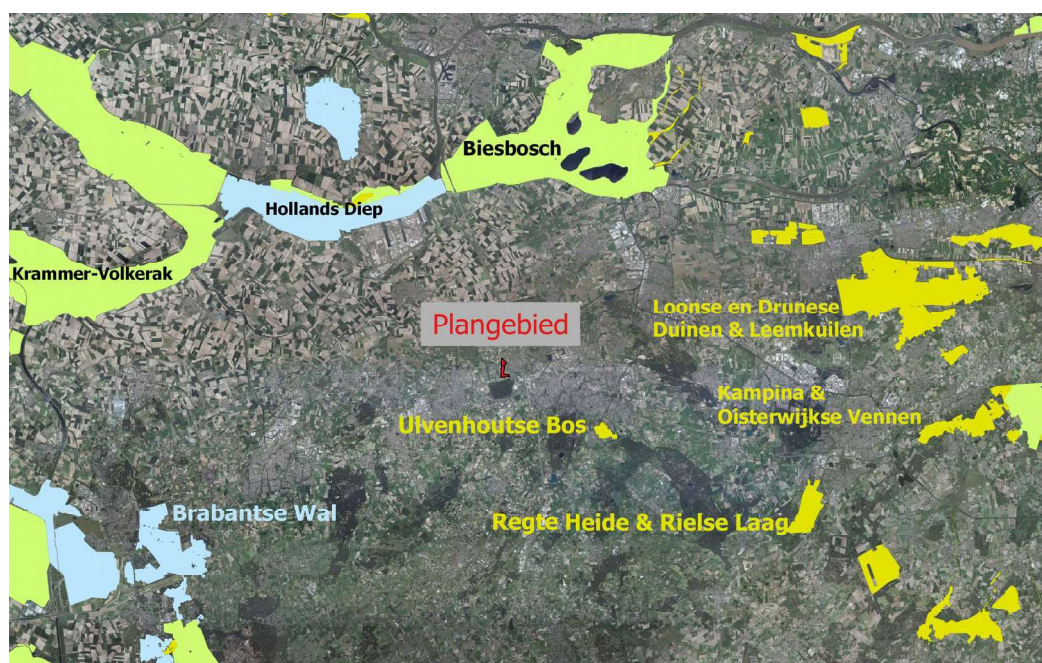 Biesbosch
Hollands Diep
Krammer-Volkerak
Loonse en Drunese
Duinen & Leemkuilen
Plangebied
Kampina &
Oisterwijkse Vennen
Ulvenhoutse Bos
Brabantse Wal
Regte Heide & Rielse Laag